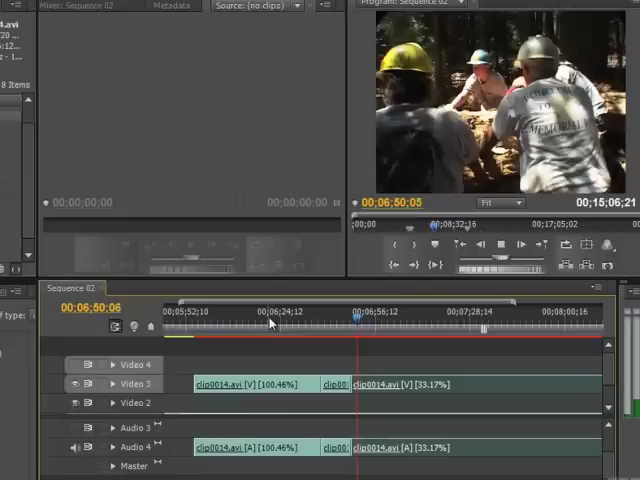 Mixer: Sequence 02
Metadata
Source: (no clips)
Program: Sequence 02
4.avi
8 Items
00;00;00;00
00;00;00;00
00;06;50;05
Fit
00;15;06;21
;00;00
00;08;32;16
00;17;05;02
MEMORIAL
Sequence 02
00;06;50;06
of type:
00;05;52;10
00;06;24;12
00;06;56;12
00;07;28;14
00;08;00;16
Video 4
Video 3
clip0014.avi [V] [100.46%]
clip00:
clip0014.avi [V] [33.17%]
Video 2
Audio 3
Audio 4
clip0014.avi [A] [100.46%]
clip00:
clip0014.avi [A] [33.17%]
Master